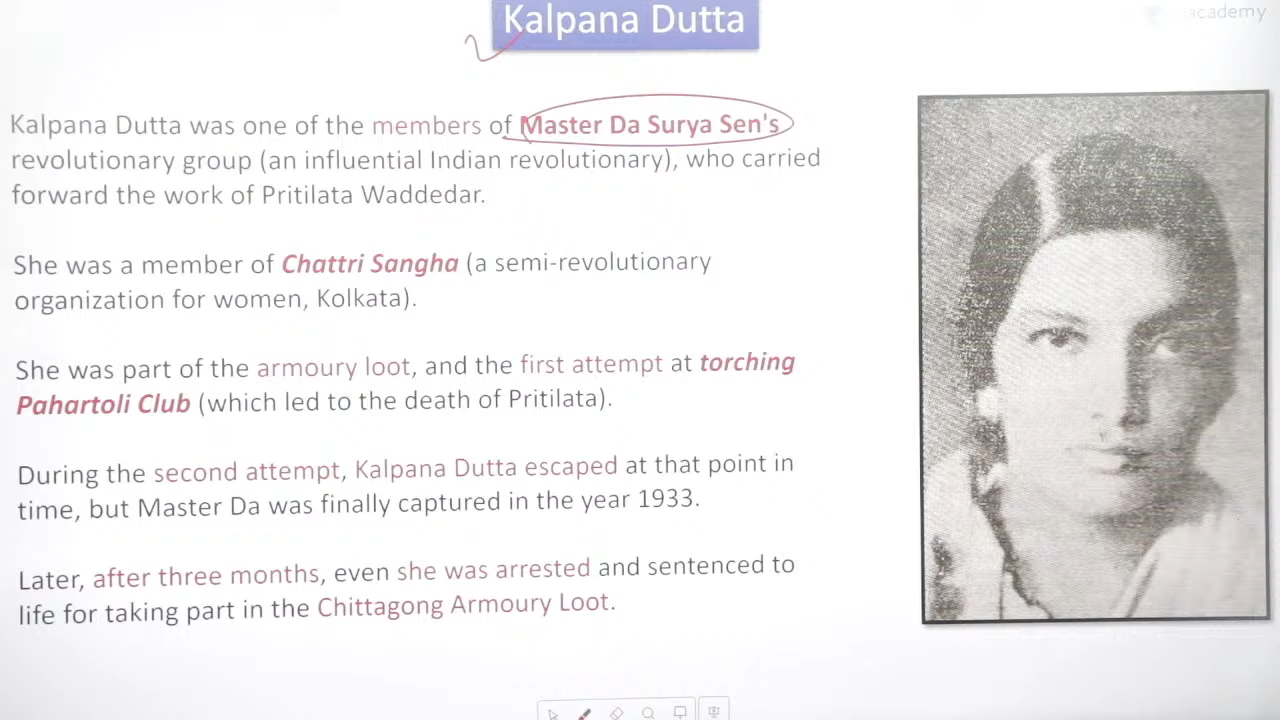 Kalpana Dutta
academy
Kalpana Dutta was one of the members of Master Da Surya Sen's
revolutionary group (an influential Indian revolutionary), who carried
forward the work of Pritilata Waddedar.
She was a member of Chattri Sangha (a semi-revolutionary
organization for women, Kolkata).
She was part of the armoury loot, and the first attempt at torching
Pahartoli Club (which led to the death of Pritilata).
During the second attempt, Kalpana Dutta escaped at that point in
time, but Master Da was finally captured in the year 1933.
Later, after three months, even she was arrested and sentenced to
life for taking part in the Chittagong Armoury Loot.